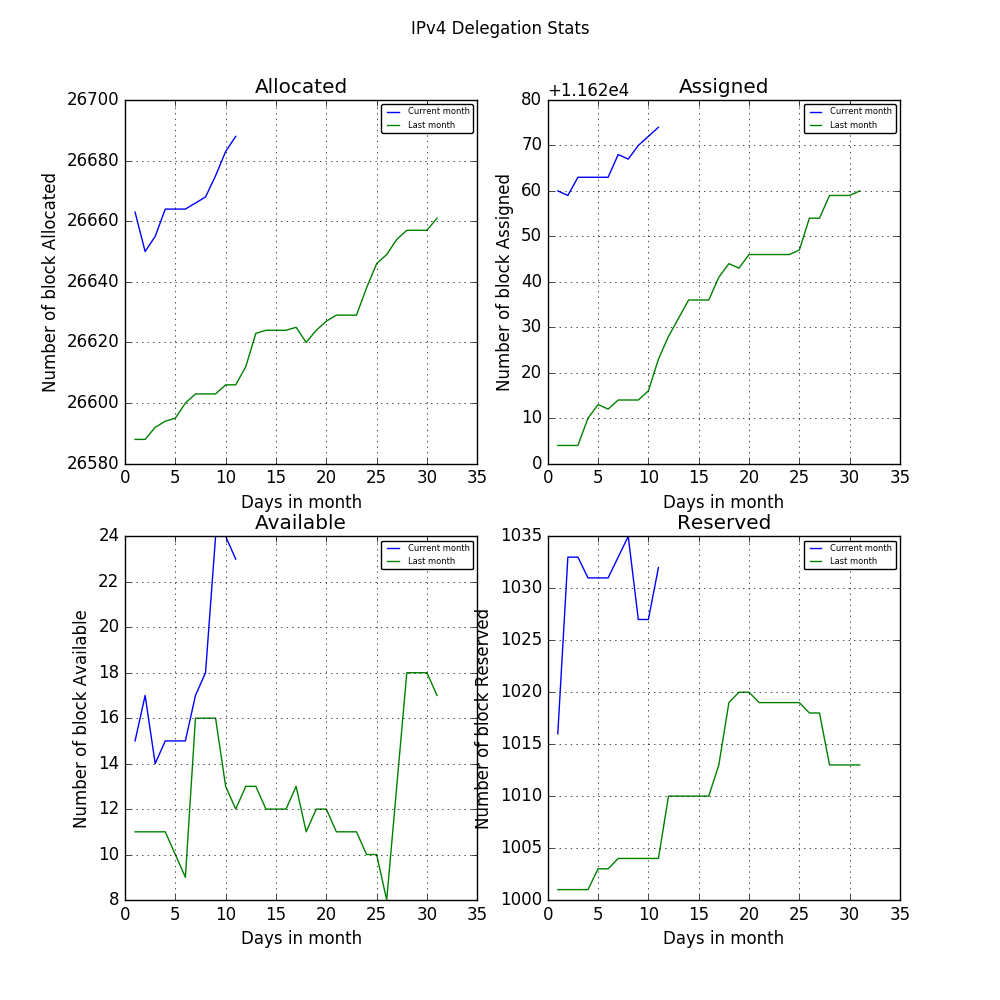 IPv4 Delegation Stats
Allocated
26700
26680
26660
26640
26620
26600
26580
Number of block Allocated
0 5 10 15 20 25 30 35
Days in month
Current month
Last month
Assigned
+1.162e4
80
70
60
50
40
30
20
10
0
Number of block Assigned
0 5 10 15 20 25 30 35
Days in month
Current month
Last month
Available
24
22
20
18
16
14
12
10
8
Number of block Available
0 5 10 15 20 25 30 35
Days in month
Current month
Last month
Reserved
1035
1030
1025
1020
1015
1010
1005
1000
Number of block Reserved
0 5 10 15 20 25 30 35
Days in month
Current month
Last month